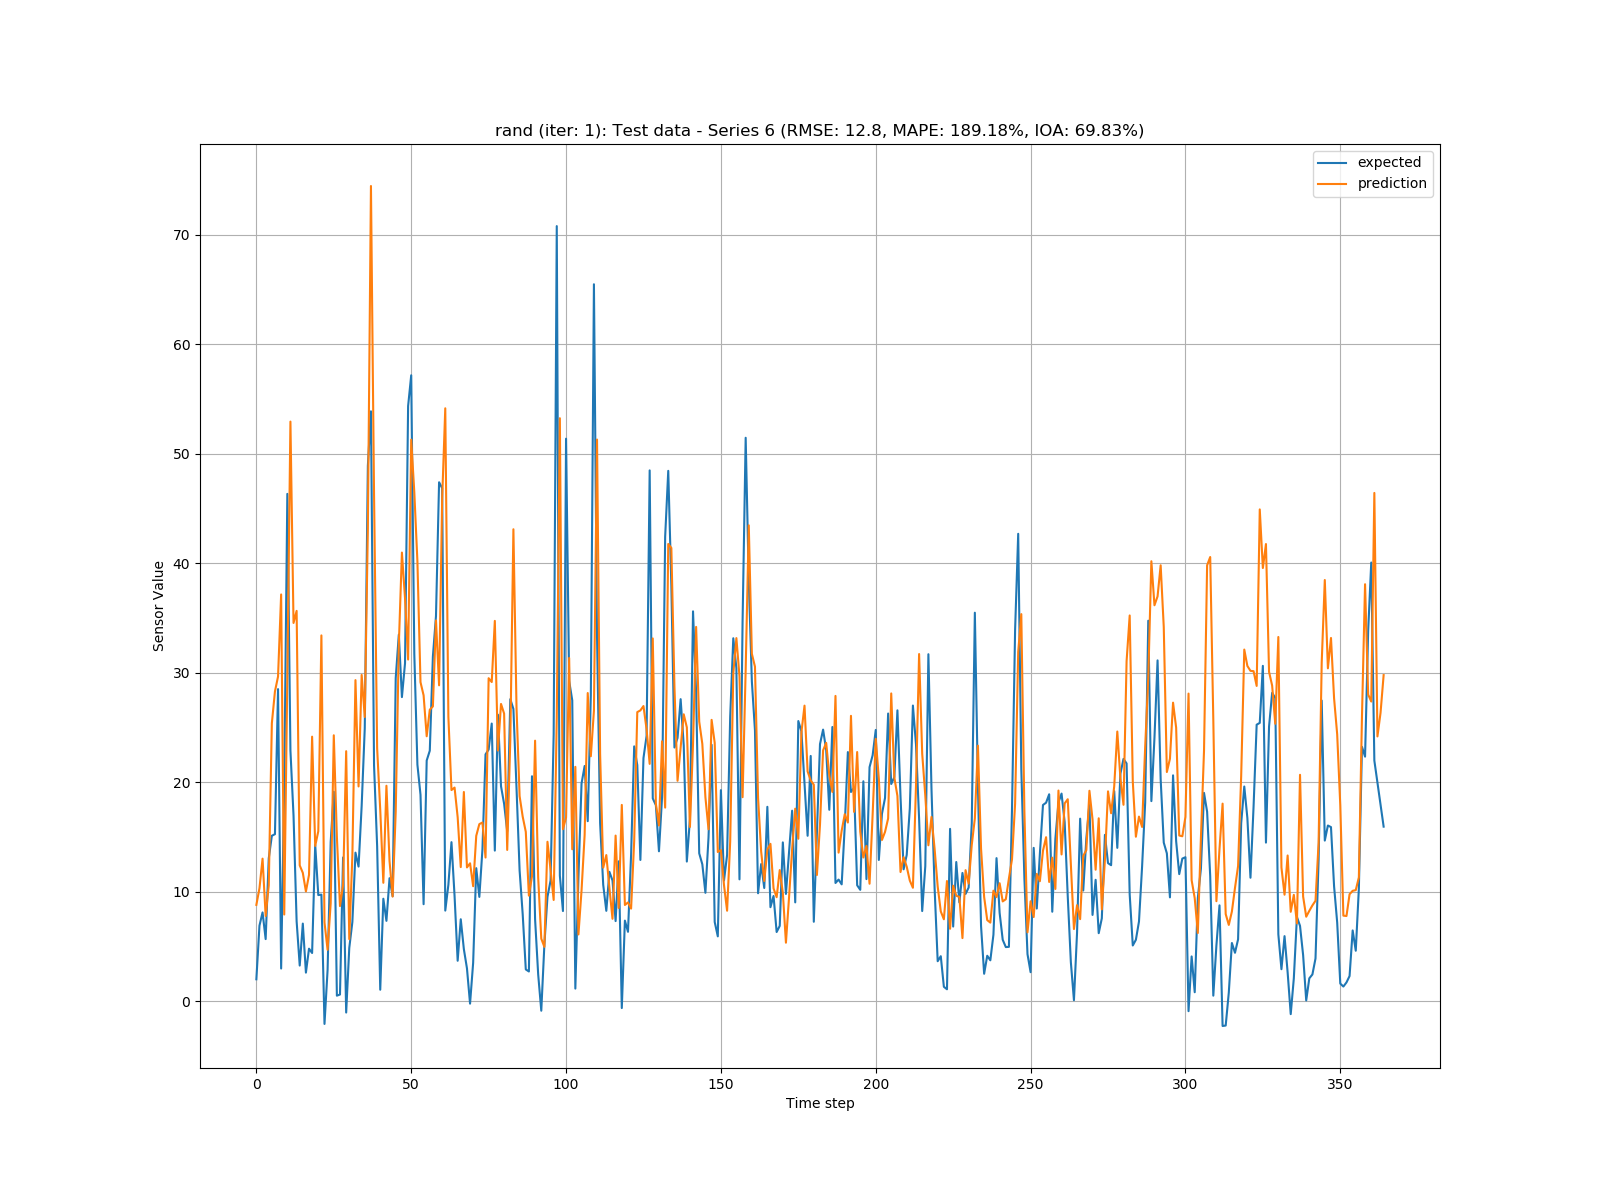 rand (iter: 1): Test data - Series 6 (RMSE: 12.8, MAPE: 189.18%, IOA: 69.83%)
expected
prediction
70
60
50
40
30
20
10
0
Sensor Value
0 50 100 150 200 250 300 350
Time step